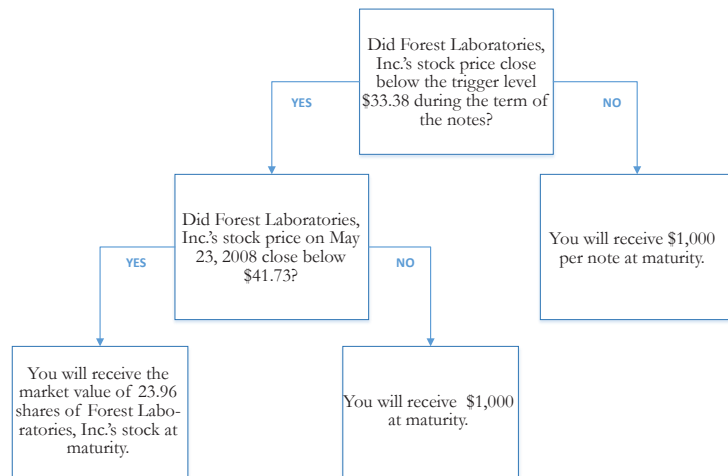 Did Forest Laboratories,
Inc.'s stock price close
below the trigger level
$33.38 during the term of
the notes?
YES
NO
Did Forest Laboratories,
Inc.'s stock price on May
23, 2008 close below
$41.73?
You will receive $1,000
per note at maturity.
YES
NO
You will receive the
market value of 23.96
shares of Forest Labo-
ratories, Inc.'s stock at
maturity.
You will receive $1,000
at maturity.